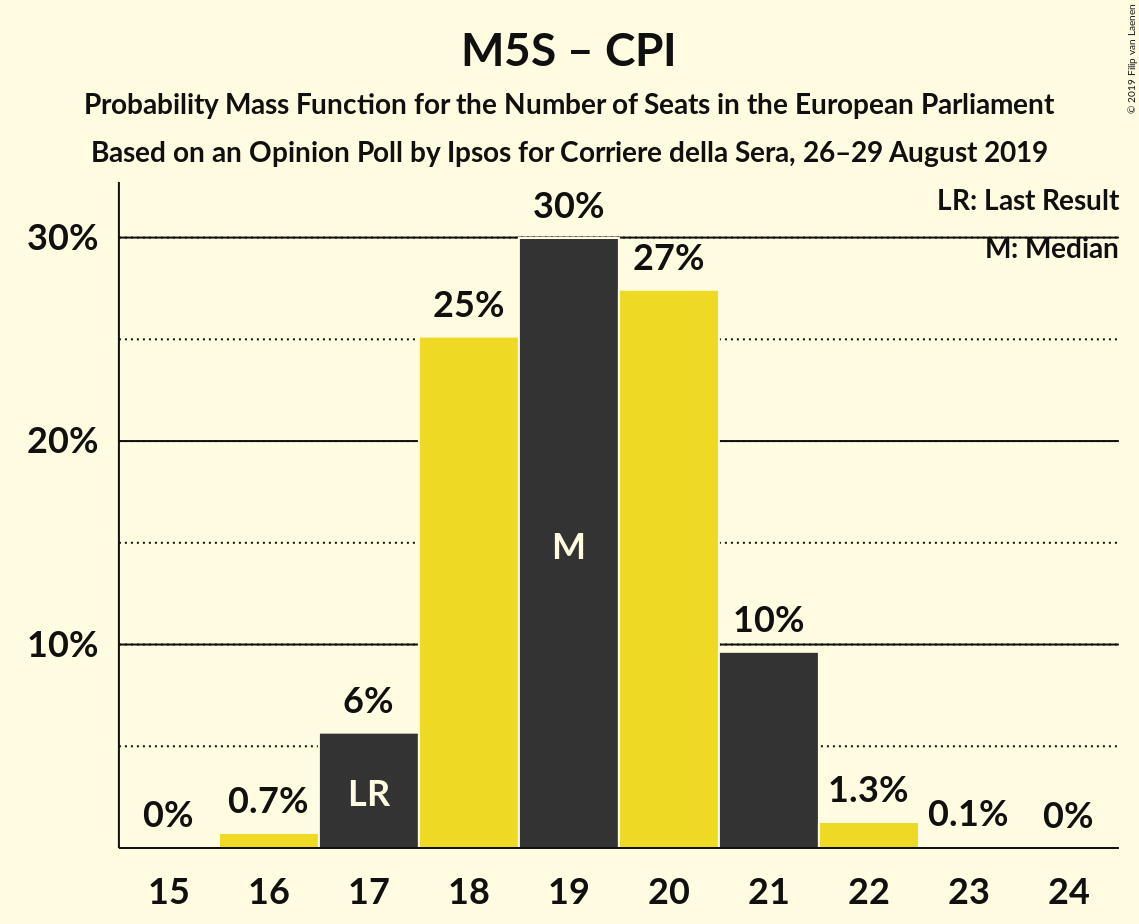 M5S – CPI
© 2019 Filip van Laenen
Probability Mass Function for the Number of Seats in the European Parliament
Based on an Opinion Poll by Ipsos for Corriere della Sera, 26–29 August 2019
LR: Last Result
M: Median
30%
20%
10%
0%
0.7%
6%
25%
30%
27%
10%
1.3%
0.1%
0%
LR
M
15 16 17 18 19 20 21 22 23 24